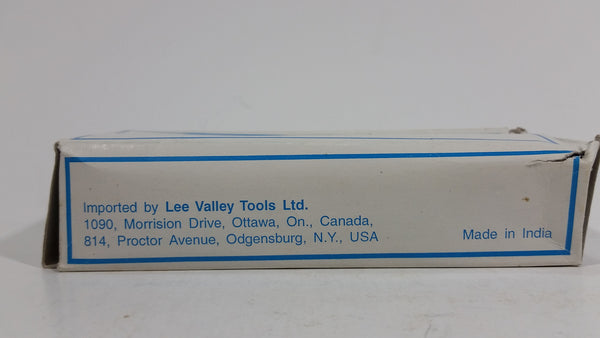 Imported by Lee Valley Tools Ltd.
1090, Morrision Drive, Ottawa, On., Canada,
814, Proctor Avenue, Odgensburg, N.Y., USA
Made in India